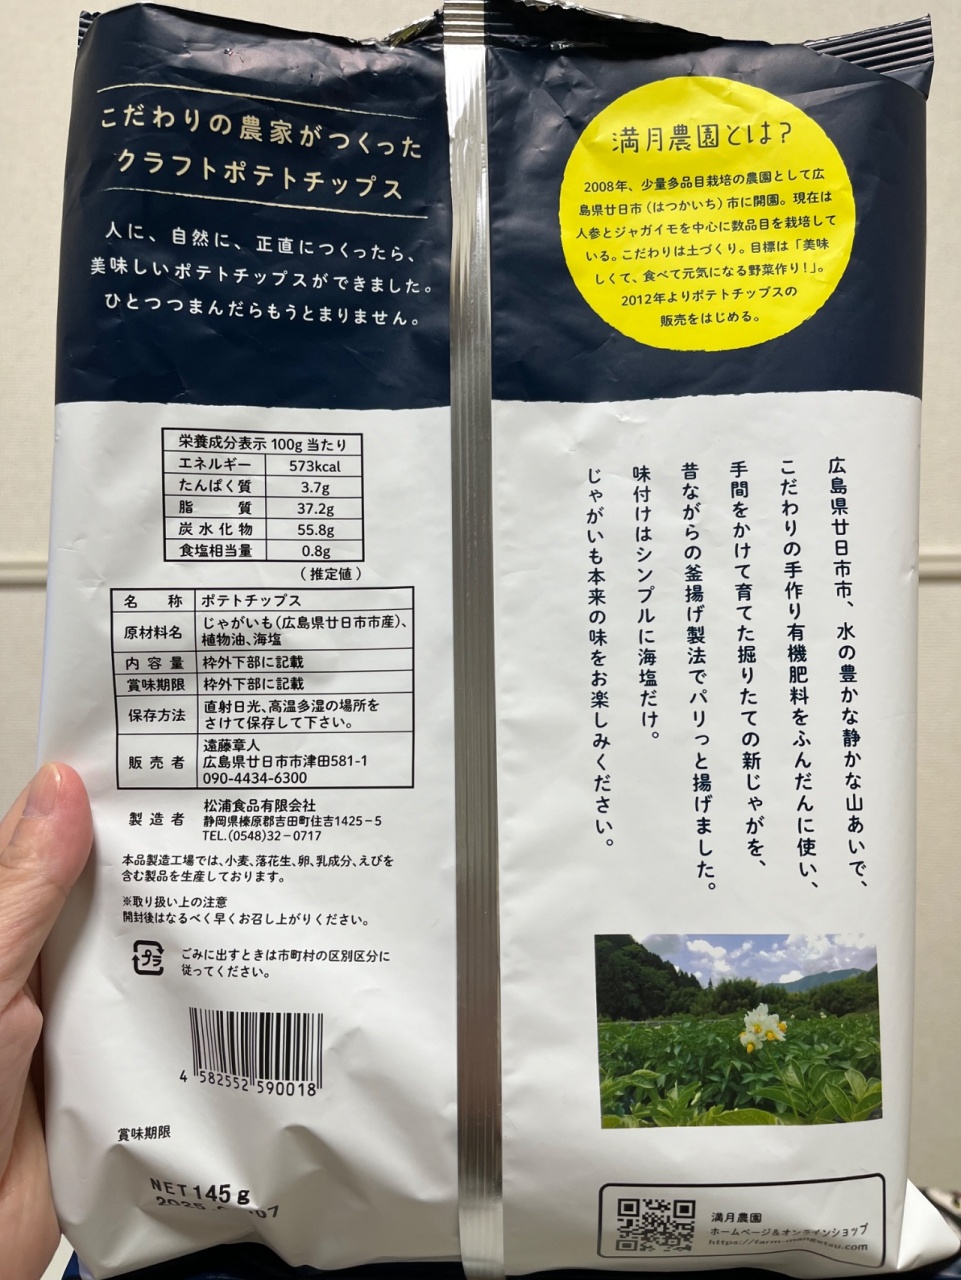 こだわりの農家がつくった
クラフトポテトチップス
人に、自然に、正直につくったら、
美味しいポテトチップスができました。
ひとつつまんだらもうとまりません。
満月農園とは?
2008年、少量多品目栽培の農園として広
島県廿日市(はつかいち)市に開園。現在は
人参とジャガイモを中心に数品目を栽培して
いる。こだわりは土づくり。目標は「美味
しくて、食べて元気になる野菜作り!」。
2012年よりポテトチップスの
販売をはじめる。
栄養成分表示 100g 当たり
エネルギー 573kcal
たんぱく質 3.7g
脂質 37.2g
炭水化物 55.8g
食塩相当量 0.8g
(推定値)
名称 ポテトチップス
原材料名 じゃがいも(広島県廿日市市産)、
植物油、海塩
内容量 枠外下部に記載
賞味期限 枠外下部に記載
保存方法 直射日光、高温多湿の場所を
さけて保存して下さい。
販売者 遠藤章人
広島県廿日市市津田581-1
090-4434-6300
製造者 松浦食品有限会社
静岡県榛原郡吉田町住吉1425-5
TEL.(0548)32-0717
本品製造工場では、小麦、落花生、卵、乳成分、えびを
含む製品を生産しております。
※取り扱い上の注意
開封後はなるべく早くお召し上がりください。
プラ
ごみに出すときは市町村の区別区分に
従ってください。
4 582552 590018
賞味期限
NET145g
広島県廿日市市、水の豊かな静かな山あいで、
こだわりの手作り有機肥料をふんだんに使い、
手間をかけて育てた掘りたての新じゃがを、
昔ながらの釜揚げ製法でパリっと揚げました。
味付けはシンプルに海塩だけ。
じゃがいも本来の味をお楽しみください。
満月農園
ホームページ&オンラインショップ
https://farm-mangetsu.com